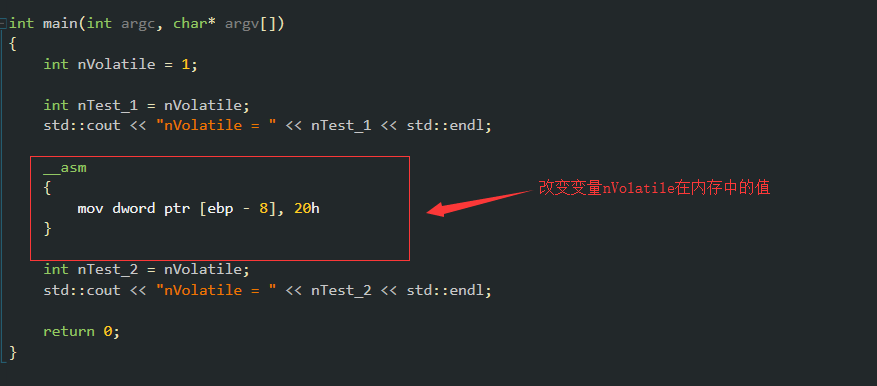 int main(int argc, char* argv[])
{
    int nVolatile = 1;
    int nTest_1 = nVolatile;
    std::cout << "nVolatile = " << nTest_1 << std::endl;
    __asm
    {
        mov dword ptr [ebp - 8], 20h
改变变量nVolatile在内存中的值
    }
    int nTest_2 = nVolatile;
    std::cout << "nVolatile = " << nTest_2 << std::endl;
    return 0;
}